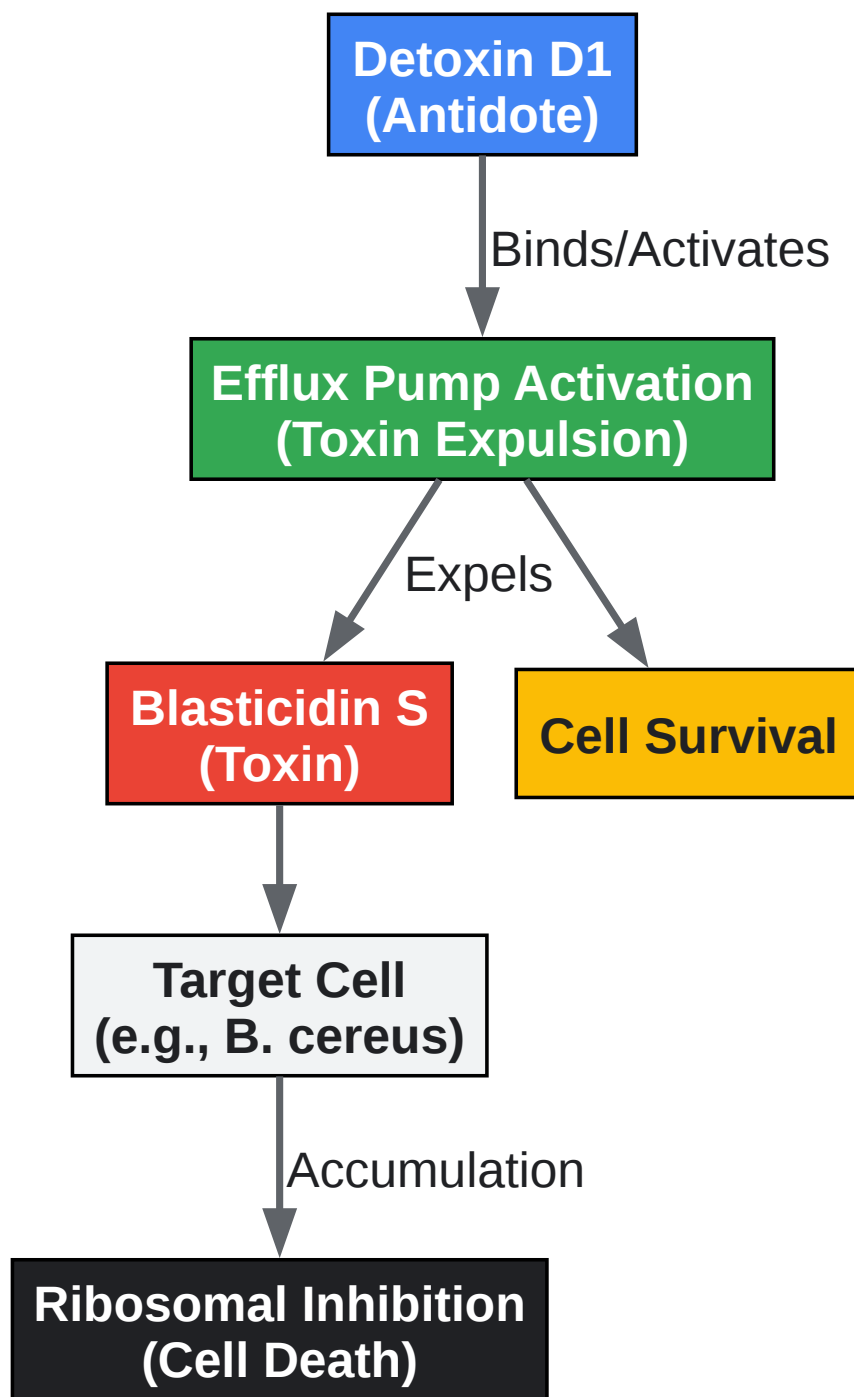 Detoxin D1
(Antidote)
Binds/Activates
Efflux Pump Activation
(Toxin Expulsion)
Expels
Blasticidin S
(Toxin)
Cell Survival
Target Cell
(e.g., B. cereus)
Accumulation
Ribosomal Inhibition
(Cell Death)